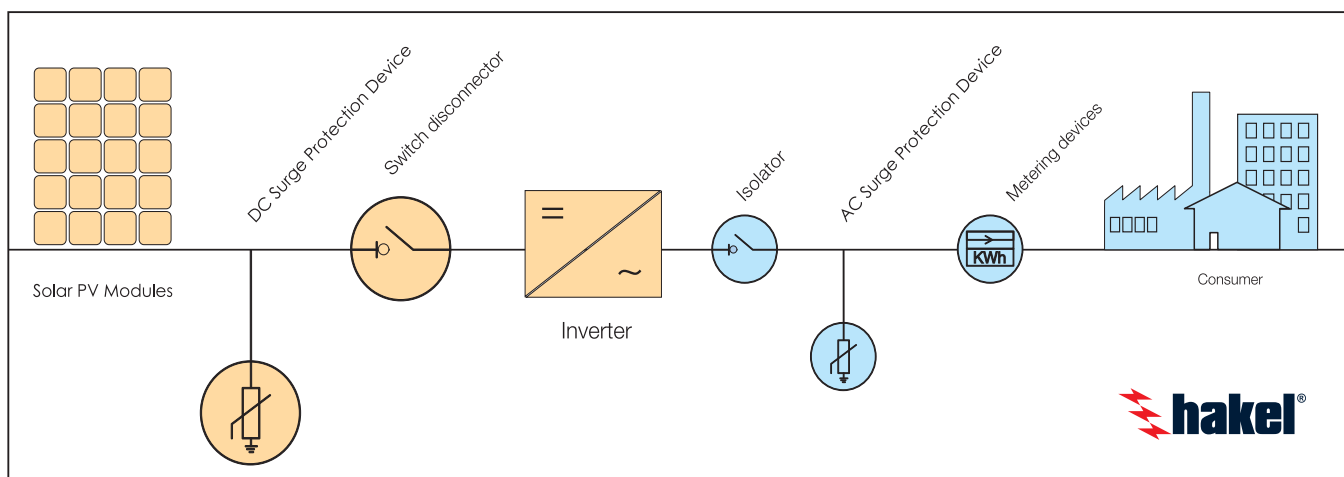 DC Surge Protection Device
Switch disconnector
Isolator
AC Surge Protection Device
Metering devices
KWh
Solar PV Modules
Inverter
Consumer
hakel®